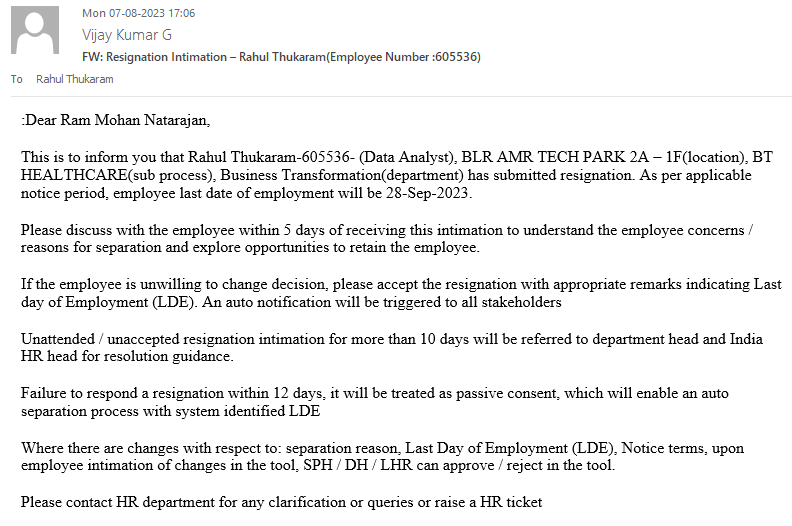 Mon 07-08-2023 17:06
Vijay Kumar G
FW: Resignation Intimation – Rahul Thukaram(Employee Number :605536)
To Rahul Thukaram
:Dear Ram Mohan Natarajan,
This is to inform you that Rahul Thukaram-605536- (Data Analyst), BLR AMR TECH PARK 2A – 1F(location), BT
HEALTHCARE(sub process), Business Transformation(department) has submitted resignation. As per applicable
notice period, employee last date of employment will be 28-Sep-2023.
Please discuss with the employee within 5 days of receiving this intimation to understand the employee concerns /
reasons for separation and explore opportunities to retain the employee.
If the employee is unwilling to change decision, please accept the resignation with appropriate remarks indicating Last
day of Employment (LDE). An auto notification will be triggered to all stakeholders
Unattended / unaccepted resignation intimation for more than 10 days will be referred to department head and India
HR head for resolution guidance.
Failure to respond a resignation within 12 days, it will be treated as passive consent, which will enable an auto
separation process with system identified LDE
Where there are changes with respect to: separation reason, Last Day of Employment (LDE), Notice terms, upon
employee intimation of changes in the tool, SPH / DH / LHR can approve / reject in the tool.
Please contact HR department for any clarification or queries or raise a HR ticket